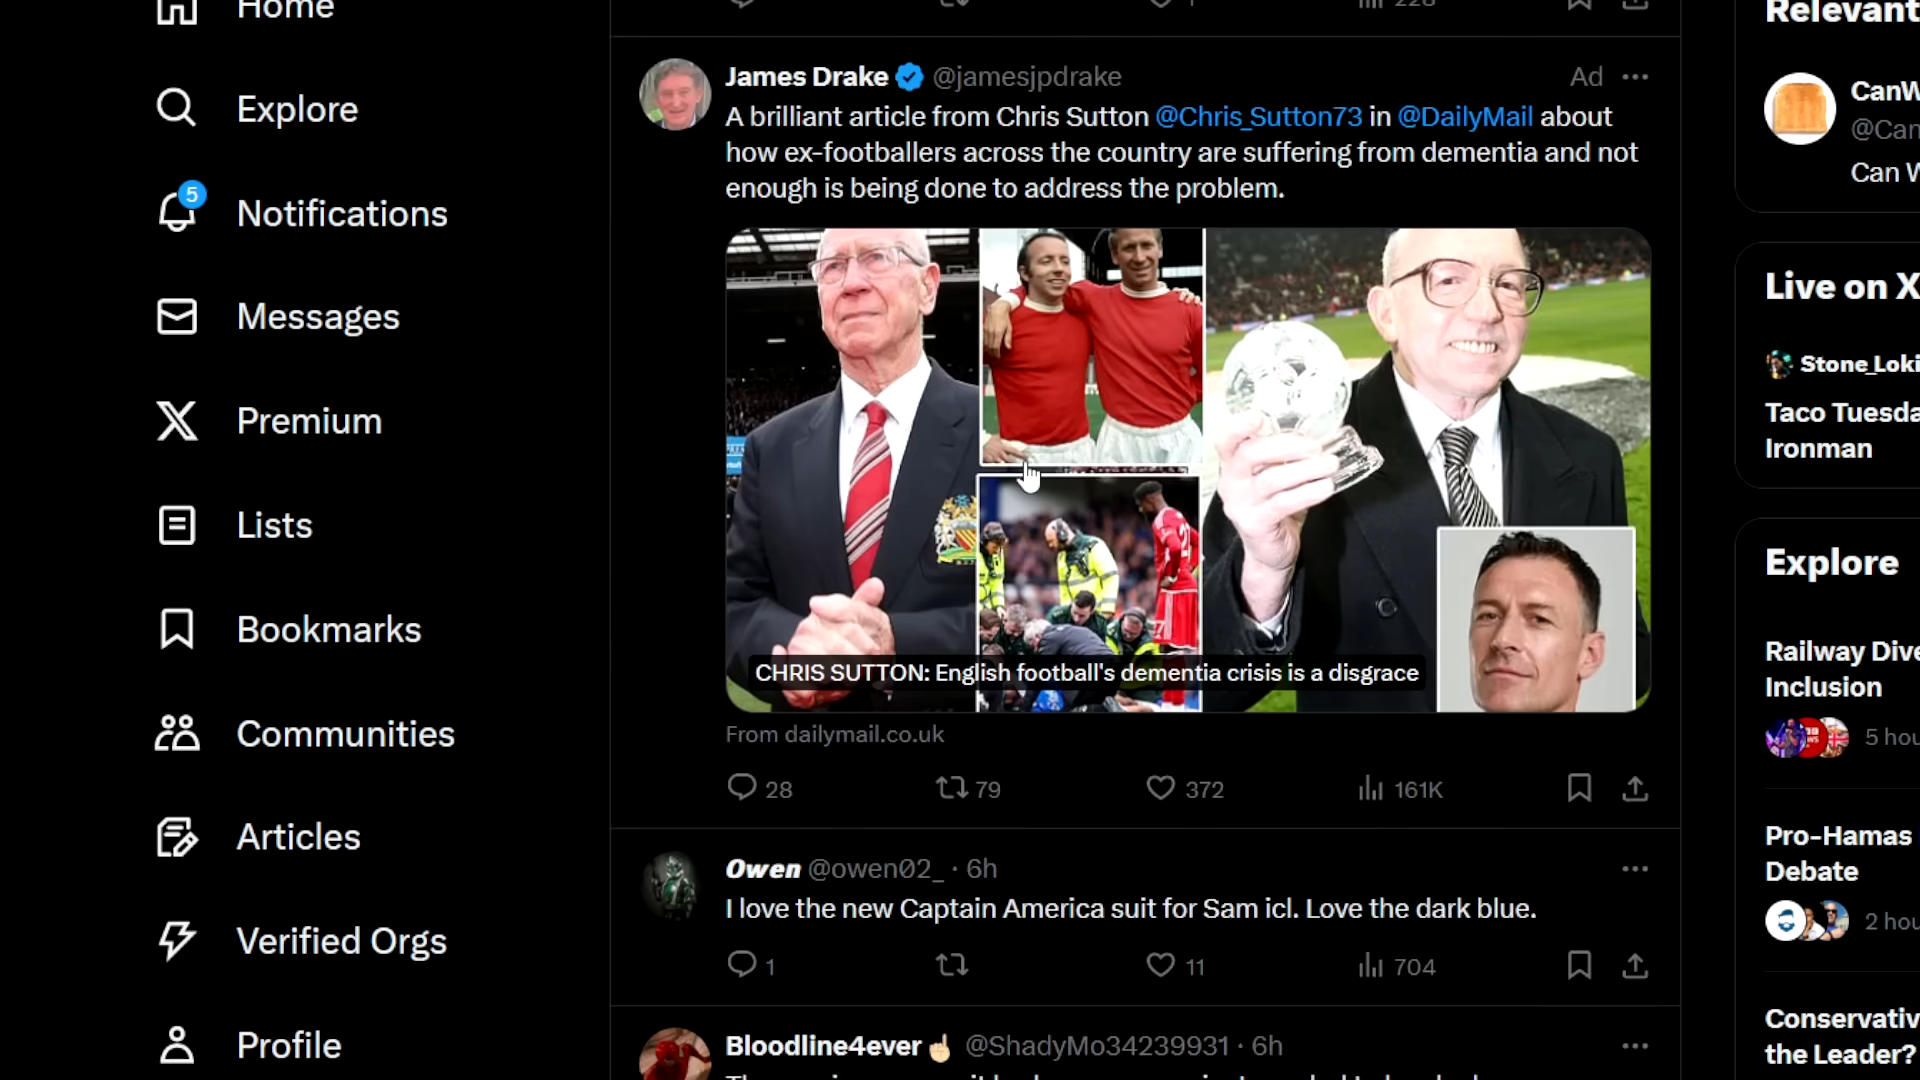 Home
Explore
5
Notifications
Messages
Premium
Lists
Bookmarks
Communities
Articles
Verified Orgs
Profile
1
228
James Drake @jamesjpdrake
Ad
A brilliant article from Chris Sutton @Chris_Sutton73 in @DailyMail about
how ex-footballers across the country are suffering from dementia and not
enough is being done to address the problem.
CHRIS SUTTON: English football's dementia crisis is a disgrace
From dailymail.co.uk
28 79 372 161K
Owen @owen02_ · 6h
I love the new Captain America suit for Sam icl. Love the dark blue.
1 11 704
Bloodline4ever @ShadyMo34239931 · 6h
Relevant
CanW
@Can
Can W
Live on X
Stone_Loki
Taco Tuesda
Ironman
Explore
Railway Dive
Inclusion
5 hou
Pro-Hamas
Debate
2 hou
Conservativ
the Leader?